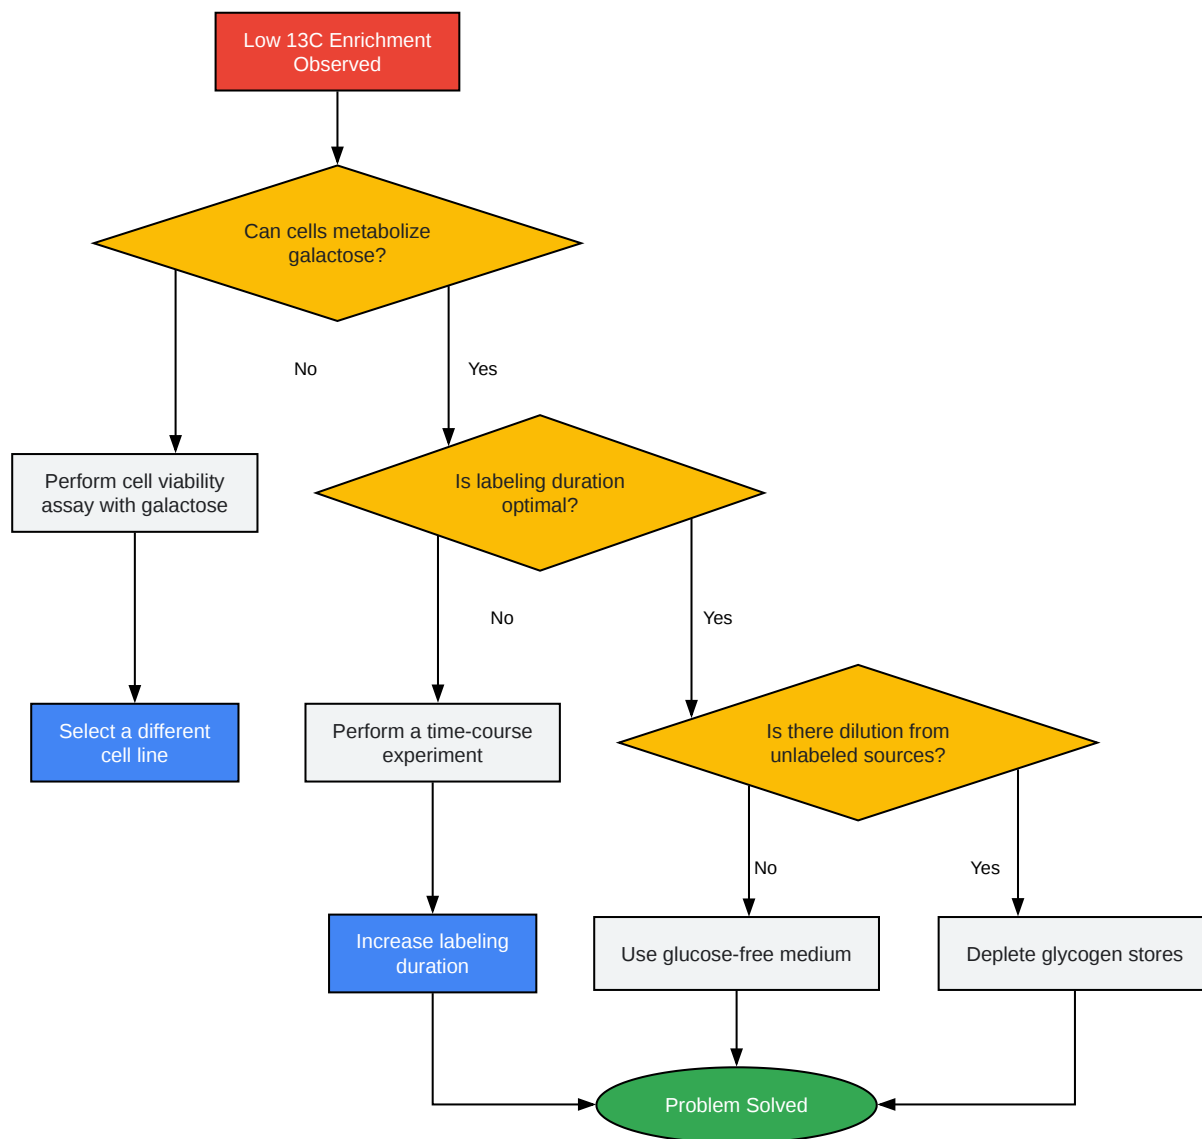 Low 13C Enrichment
Observed
Can cells metabolize
galactose?
No
Yes
Perform cell viability
assay with galactose
Is labeling duration
optimal?
No
Yes
Select a different
cell line
Perform a time-course
experiment
Is there dilution from
unlabeled sources?
No
Yes
Increase labeling
duration
Use glucose-free medium
Deplete glycogen stores
Problem Solved